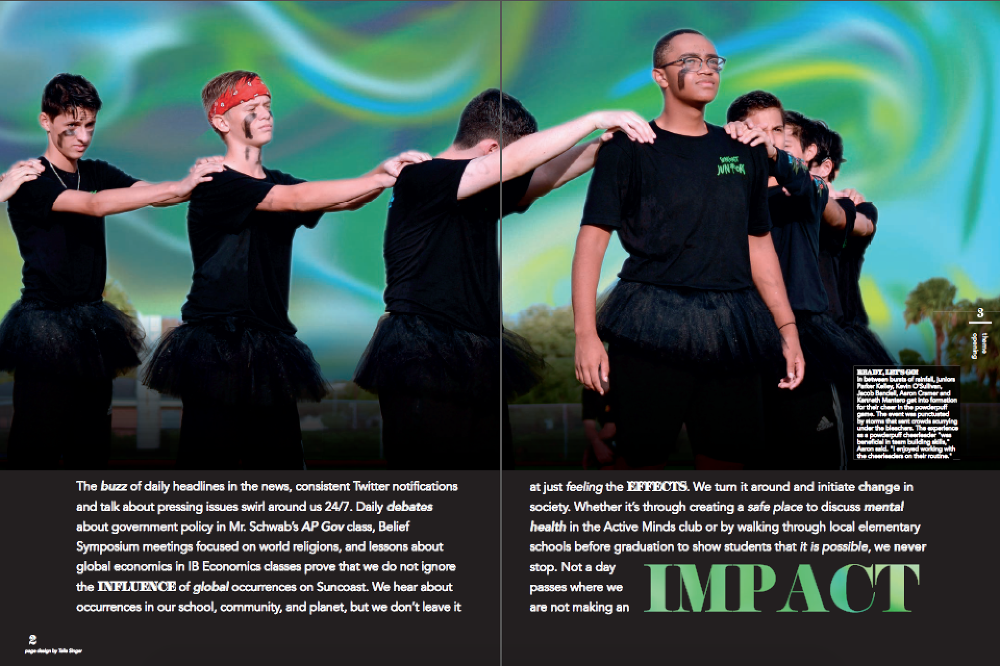 SUNCOAST
JUNIOR
3
theme
opening
READY, LET'S GO!
In between bursts of rainfall, juniors
Parker Kelley, Kevin O'Sullivan,
Jacob Bandell, Aaron Cramer and
Kenneth Mantero get into formation
for their cheer in the powderpuff
game. The event was punctuated
by storms that sent crowds scurrying
under the bleachers. The experience
as a powderpuff cheerleader "was
beneficial in team building skills,"
Aaron said. "I enjoyed working with
the cheerleaders on their routine."
The buzz of daily headlines in the news, consistent Twitter notifications
and talk about pressing issues swirl around us 24/7. Daily debates
about government policy in Mr. Schwab's AP Gov class, Belief
Symposium meetings focused on world religions, and lessons about
global economics in IB Economics classes prove that we do not ignore
the INFLUENCE of global occurrences on Suncoast. We hear about
occurrences in our school, community, and planet, but we don't leave it
at just feeling the EFFECTS. We turn it around and initiate change in
society. Whether it's through creating a safe place to discuss mental
health in the Active Minds club or by walking through local elementary
schools before graduation to show students that it is possible, we never
stop. Not a day
passes where we
are not making an
IMPACT
2
page design by Talia Singer